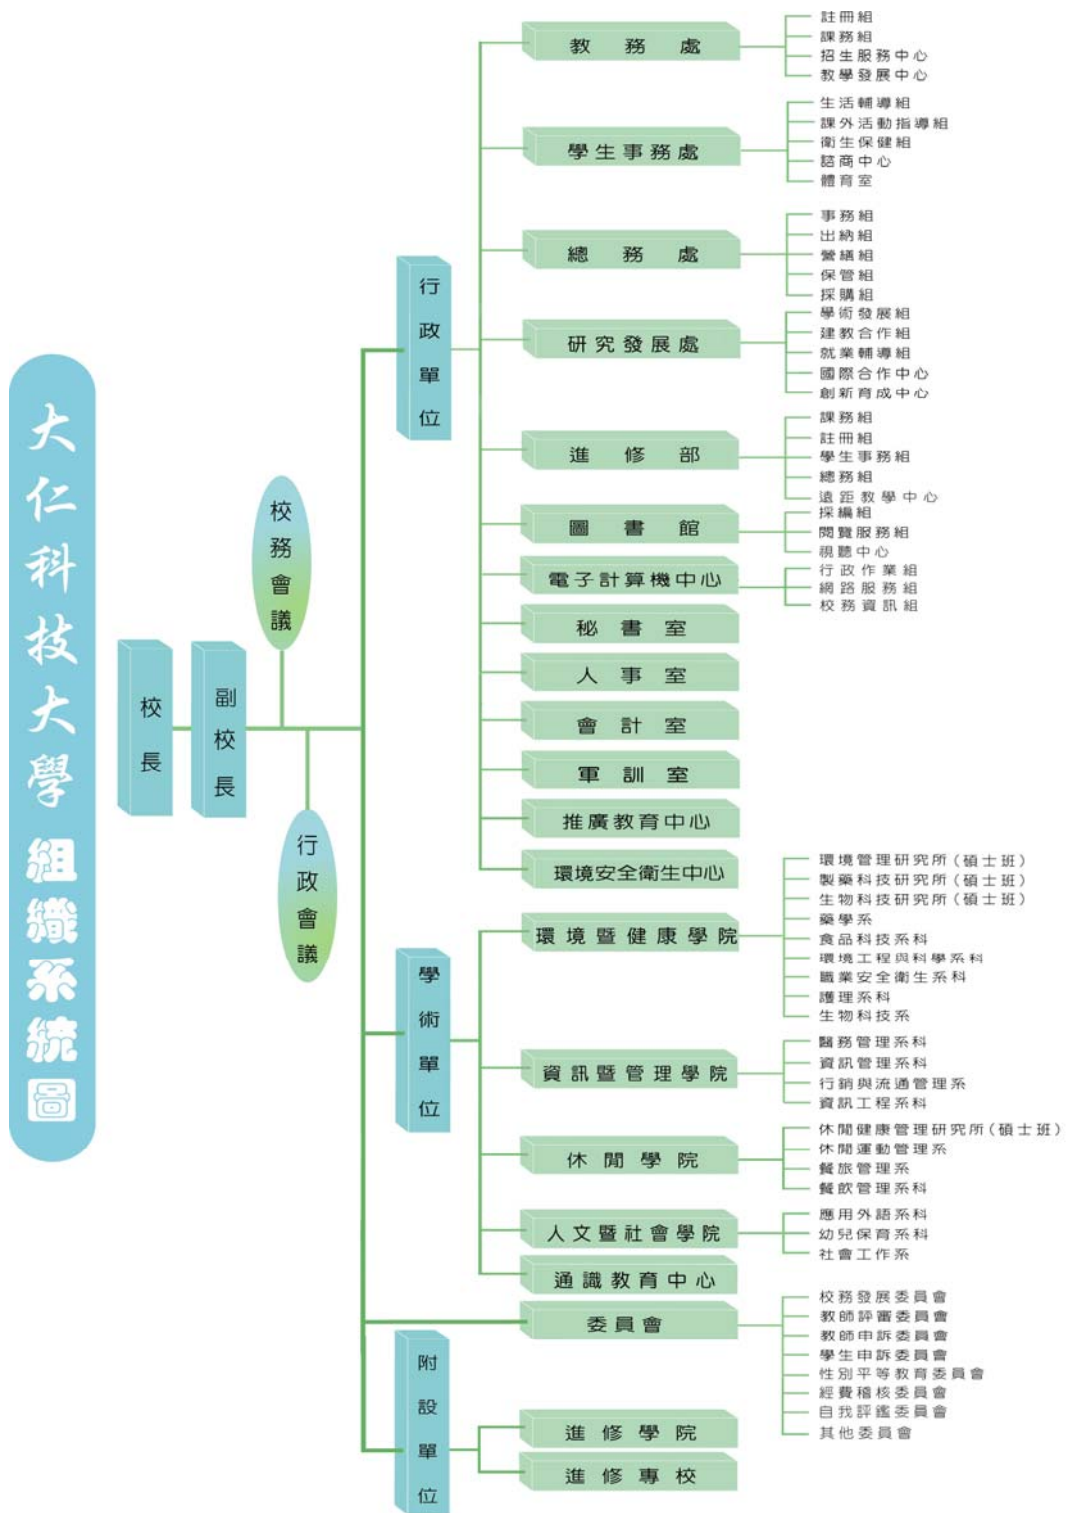 大仁科技大學組織系統圖
校長
副校長
校務會議
行政會議
行政單位
教務處
註冊組
課務組
招生服務中心
教學發展中心
學生事務處
生活輔導組
課外活動指導組
衛生保健組
諮商中心
體育室
總務處
事務組
出納組
營繕組
保管組
採購組
研究發展處
學術發展組
建教合作組
就業輔導組
國際合作中心
創新育成中心
進修部
課務組
註冊組
學生事務組
總務組
遠距教學中心
圖書館
採編組
閱覽服務組
視聽中心
電子計算機中心
行政作業組
網路服務組
校務資訊組
秘書室
人事室
會計室
軍訓室
推廣教育中心
環境安全衛生中心
學術單位
環境暨健康學院
環境管理研究所(碩士班)
製藥科技研究所(碩士班)
生物科技研究所(碩士班)
藥學系
食品科技系科
環境工程與科學系科
職業安全衛生系科
護理系科
生物科技系
資訊暨管理學院
醫務管理系科
資訊管理系科
行銷與流通管理系
資訊工程系科
休閒學院
休閒健康管理研究所(碩士班)
休閒運動管理系
餐旅管理系
餐飲管理系科
人文暨社會學院
應用外語系科
幼兒保育系科
社會工作系
通識教育中心
委員會
校務發展委員會
教師評審委員會
教師申訴委員會
學生申訴委員會
性別平等教育委員會
經費稽核委員會
自我評鑑委員會
其他委員會
附設單位
進修學院
進修專校